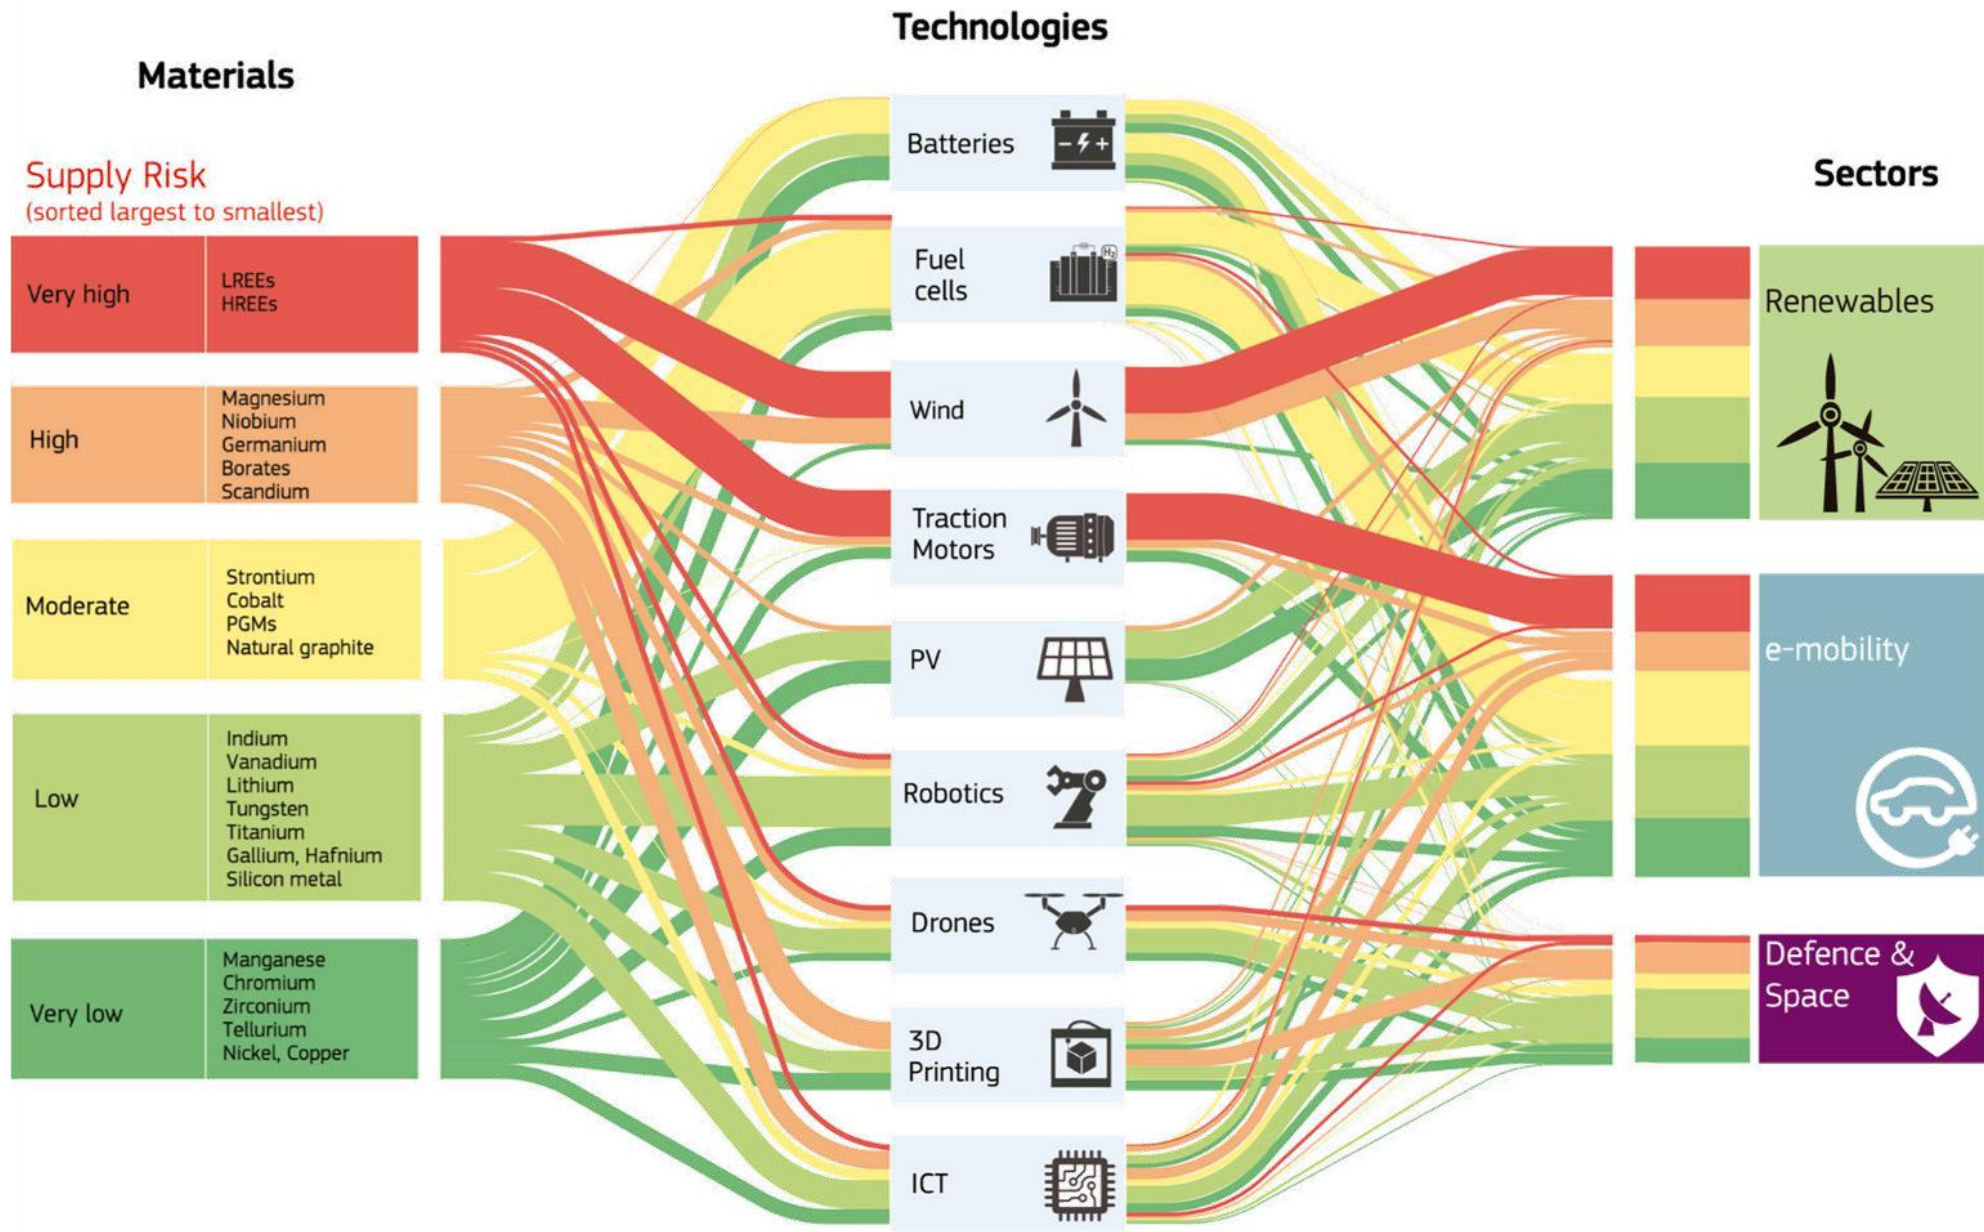 Technologies
Materials
Sectors
Supply Risk
(sorted largest to smallest)
Very high
LREEs
HREEs
High
Magnesium
Niobium
Germanium
Borates
Scandium
Moderate
Strontium
Cobalt
PGMs
Natural graphite
Low
Indium
Vanadium
Lithium
Tungsten
Titanium
Gallium, Hafnium
Silicon metal
Very low
Manganese
Chromium
Zirconium
Tellurium
Nickel, Copper
Batteries
- +
Fuel
cells
H2
Wind
Traction
Motors
PV
Robotics
Drones
3D
Printing
ICT
Renewables
e-mobility
Defence &
Space